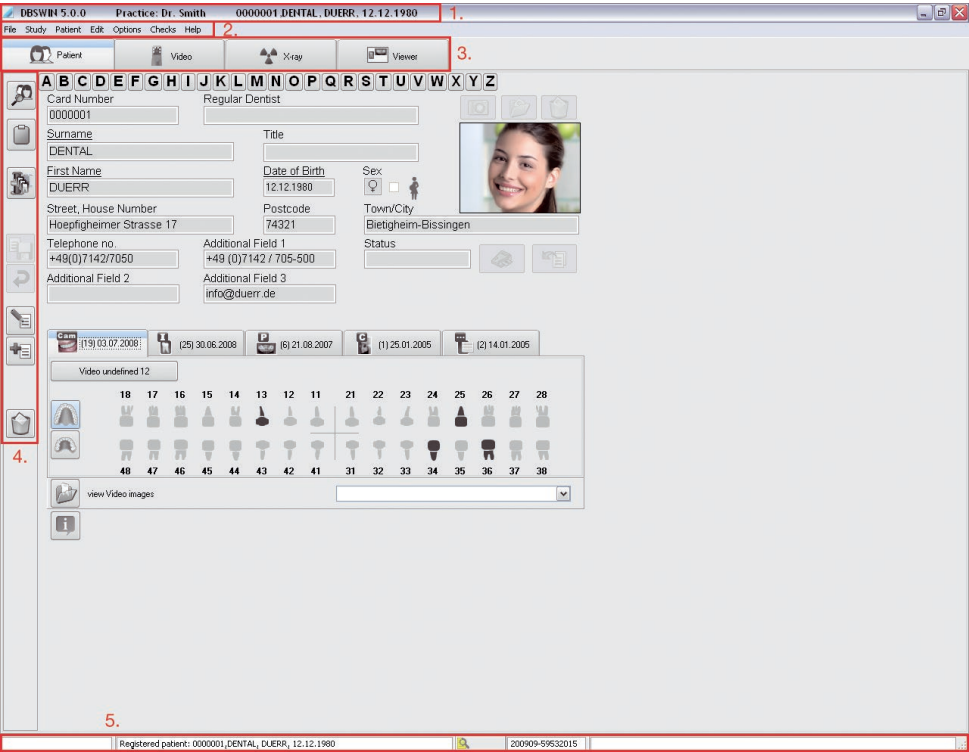 DBSWIN 5.0.0 Practice: Dr. Smith 0000001 ,DENTAL, DUERR, 12.12.1980 1.
File Study Patient Edit Options Checks Help 2.
Patient Video X-ray Viewer 3.
A B C D E F G H I J K L M N O P Q R S T U V W X Y Z
Card Number Regular Dentist
0000001
Surname Title
DENTAL
First Name Date of Birth Sex
DUERR 12.12.1980
Street, House Number Postcode Town/City
Hoepfigheimer Strasse 17 74321 Bietigheim-Bissingen
Telephone no. Additional Field 1 Status
+49(0)7142/7050 +49 (0)7142 / 705-500
Additional Field 2 Additional Field 3
info@duerr.de
Cam (19) 03.07.2008 I (25) 30.06.2008 P (6) 21.08.2007 C (1) 25.01.2005 (2) 14.01.2005
Video undefined 12
18 17 16 15 14 13 12 11 21 22 23 24 25 26 27 28
48 47 46 45 44 43 42 41 31 32 33 34 35 36 37 38
4.
view Video images
5.
Registered patient: 0000001,DENTAL, DUERR, 12.12.1980 200909-59532015